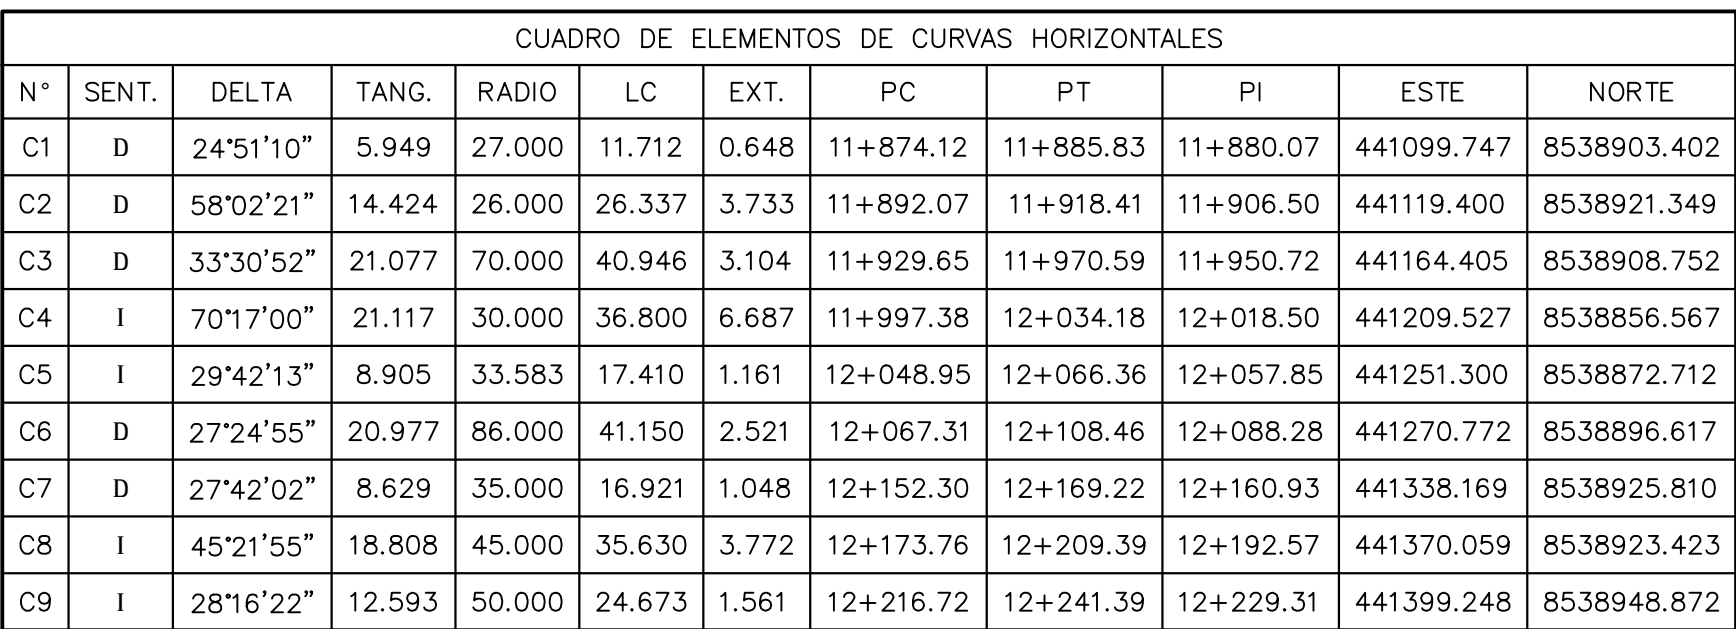 CUADRO DE ELEMENTOS DE CURVAS HORIZONTALES
N° SENT. DELTA TANG. RADIO LC EXT. PC PT PI ESTE NORTE
C1 D 24°51'10" 5.949 27.000 11.712 0.648 11+874.12 11+885.83 11+880.07 441099.747 8538903.402
C2 D 58°02'21" 14.424 26.000 26.337 3.733 11+892.07 11+918.41 11+906.50 441119.400 8538921.349
C3 D 33°30'52" 21.077 70.000 40.946 3.104 11+929.65 11+970.59 11+950.72 441164.405 8538908.752
C4 I 70°17'00" 21.117 30.000 36.800 6.687 11+997.38 12+034.18 12+018.50 441209.527 8538856.567
C5 I 29°42'13" 8.905 33.583 17.410 1.161 12+048.95 12+066.36 12+057.85 441251.300 8538872.712
C6 D 27°24'55" 20.977 86.000 41.150 2.521 12+067.31 12+108.46 12+088.28 441270.772 8538896.617
C7 D 27°42'02" 8.629 35.000 16.921 1.048 12+152.30 12+169.22 12+160.93 441338.169 8538925.810
C8 I 45°21'55" 18.808 45.000 35.630 3.772 12+173.76 12+209.39 12+192.57 441370.059 8538923.423
C9 I 28°16'22" 12.593 50.000 24.673 1.561 12+216.72 12+241.39 12+229.31 441399.248 8538948.872